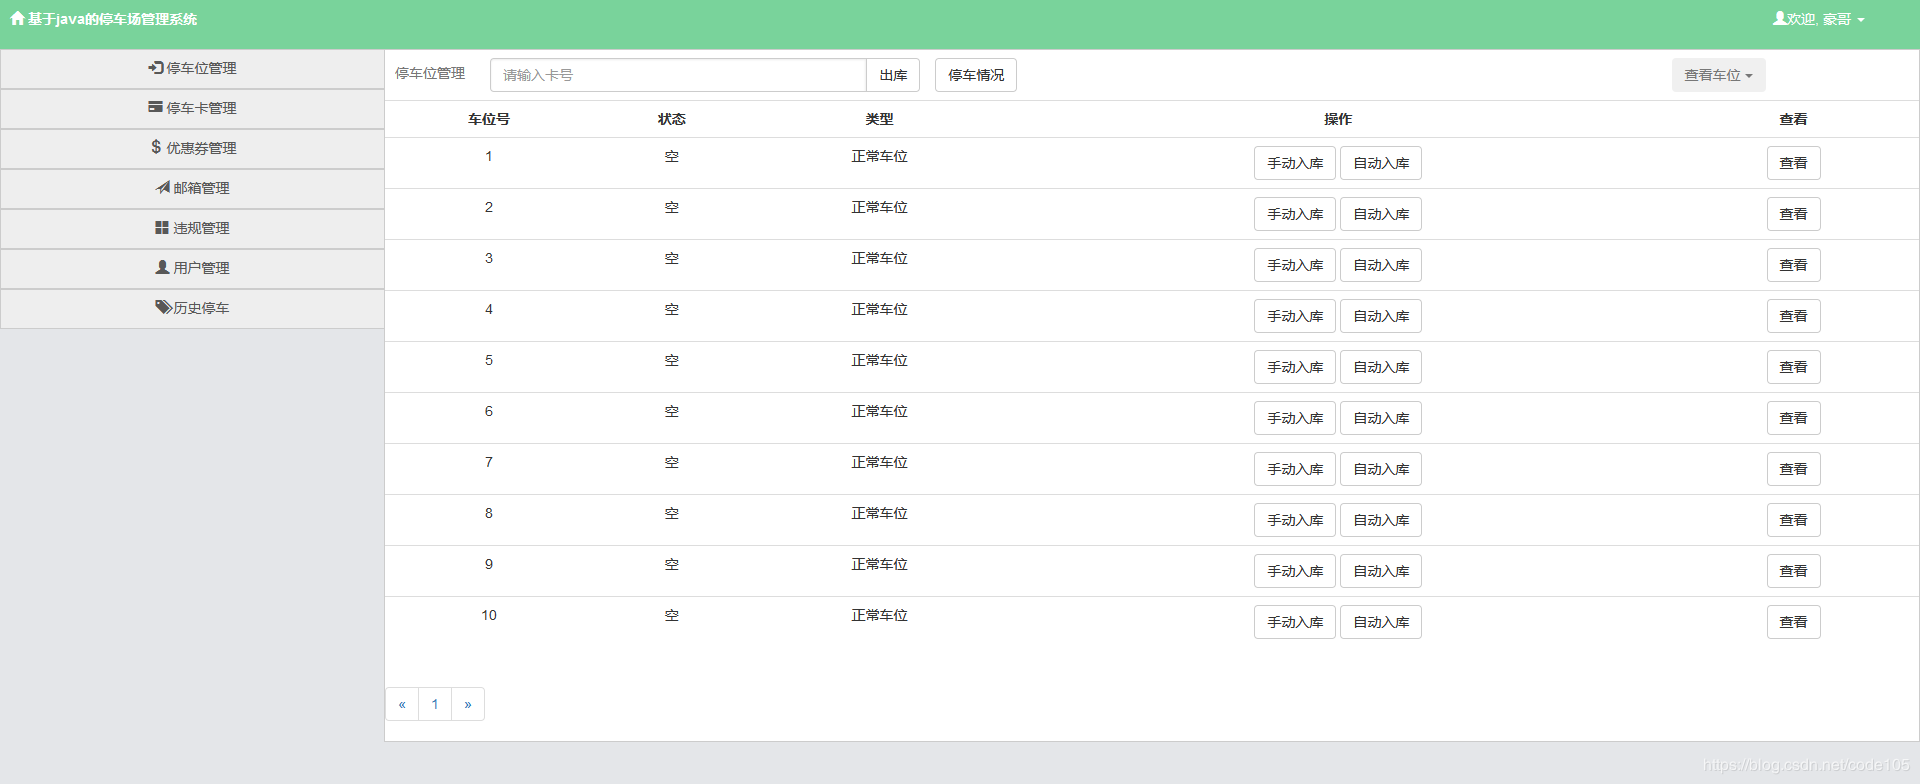 基于java的停车场管理系统 欢迎, 豪哥
停车位管理
停车卡管理
优惠券管理
邮箱管理
违规管理
用户管理
历史停车
停车位管理 请输入卡号 出库 停车情况 查看车位
车位号 状态 类型 操作 查看
1 空 正常车位 手动入库 自动入库 查看
2 空 正常车位 手动入库 自动入库 查看
3 空 正常车位 手动入库 自动入库 查看
4 空 正常车位 手动入库 自动入库 查看
5 空 正常车位 手动入库 自动入库 查看
6 空 正常车位 手动入库 自动入库 查看
7 空 正常车位 手动入库 自动入库 查看
8 空 正常车位 手动入库 自动入库 查看
9 空 正常车位 手动入库 自动入库 查看
10 空 正常车位 手动入库 自动入库 查看
« 1 »
https://blog.csdn.net/code105